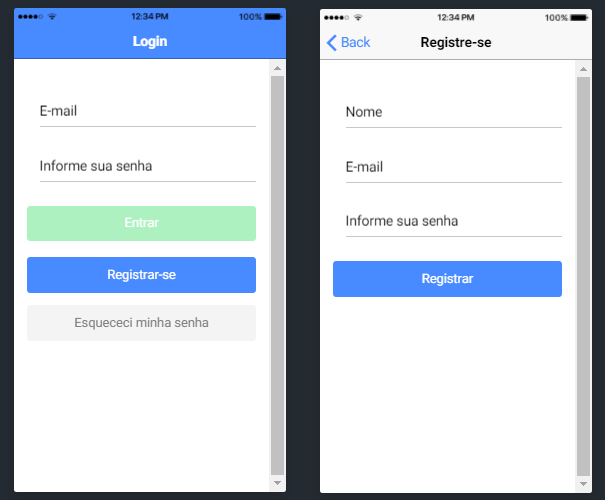 12:34 PM 100%
Login
E-mail
Informe sua senha
Entrar
Registrar-se
Esquececi minha senha
12:34 PM 100%
Back Registre-se
Nome
E-mail
Informe sua senha
Registrar